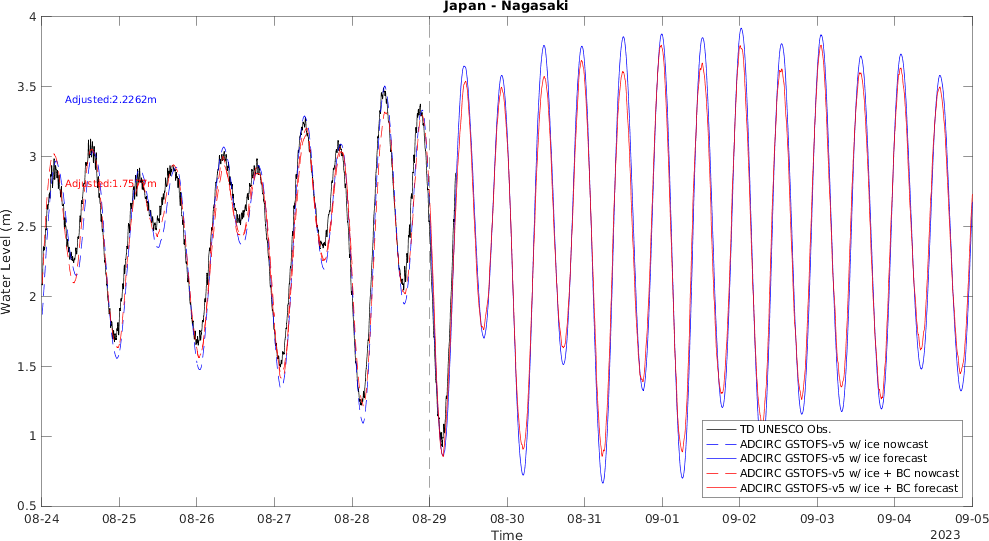 Japan - Nagasaki
4
3.5
3
2.5
2
1.5
1
0.5
Water Level (m)
Adjusted:2.2262m
TD UNESCO Obs.
ADCIRC GSTOFS-v5 w/ ice nowcast
ADCIRC GSTOFS-v5 w/ ice forecast
ADCIRC GSTOFS-v5 w/ ice + BC nowcast
ADCIRC GSTOFS-v5 w/ ice + BC forecast
08-24 08-25 08-26 08-27 08-28 08-29 08-30 08-31 09-01 09-02 09-03 09-04 09-05
Time
2023